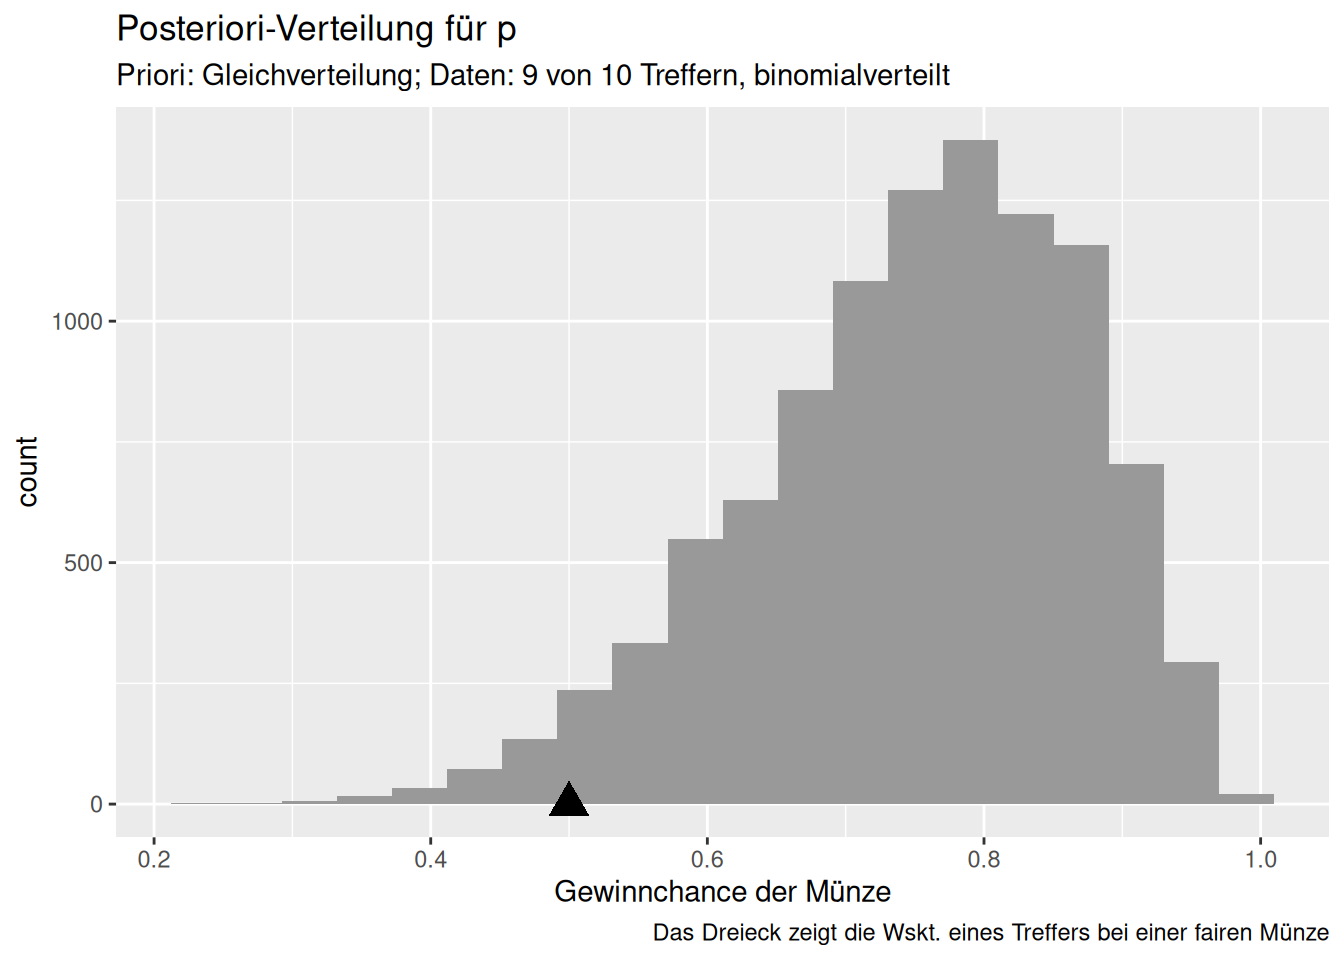 Posteriori-Verteilung für p
Priori: Gleichverteilung; Daten: 9 von 10 Treffern, binomialverteilt
count
1000
500
0
0.2
0.4
0.6
0.8
1.0
Gewinnchance der Münze
Das Dreieck zeigt die Wskt. eines Treffers bei einer fairen Münze